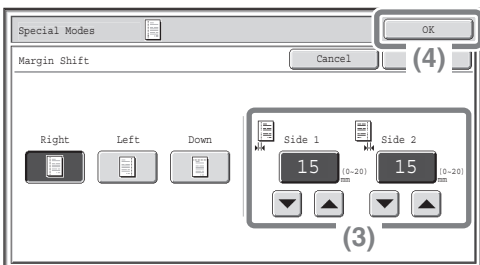 Special Modes
OK
Margin Shift
Cancel
(4)
Right
Left
Down
Side 1
Side 2
15
(0~20)
mm
15
(0~20)
mm
(3)